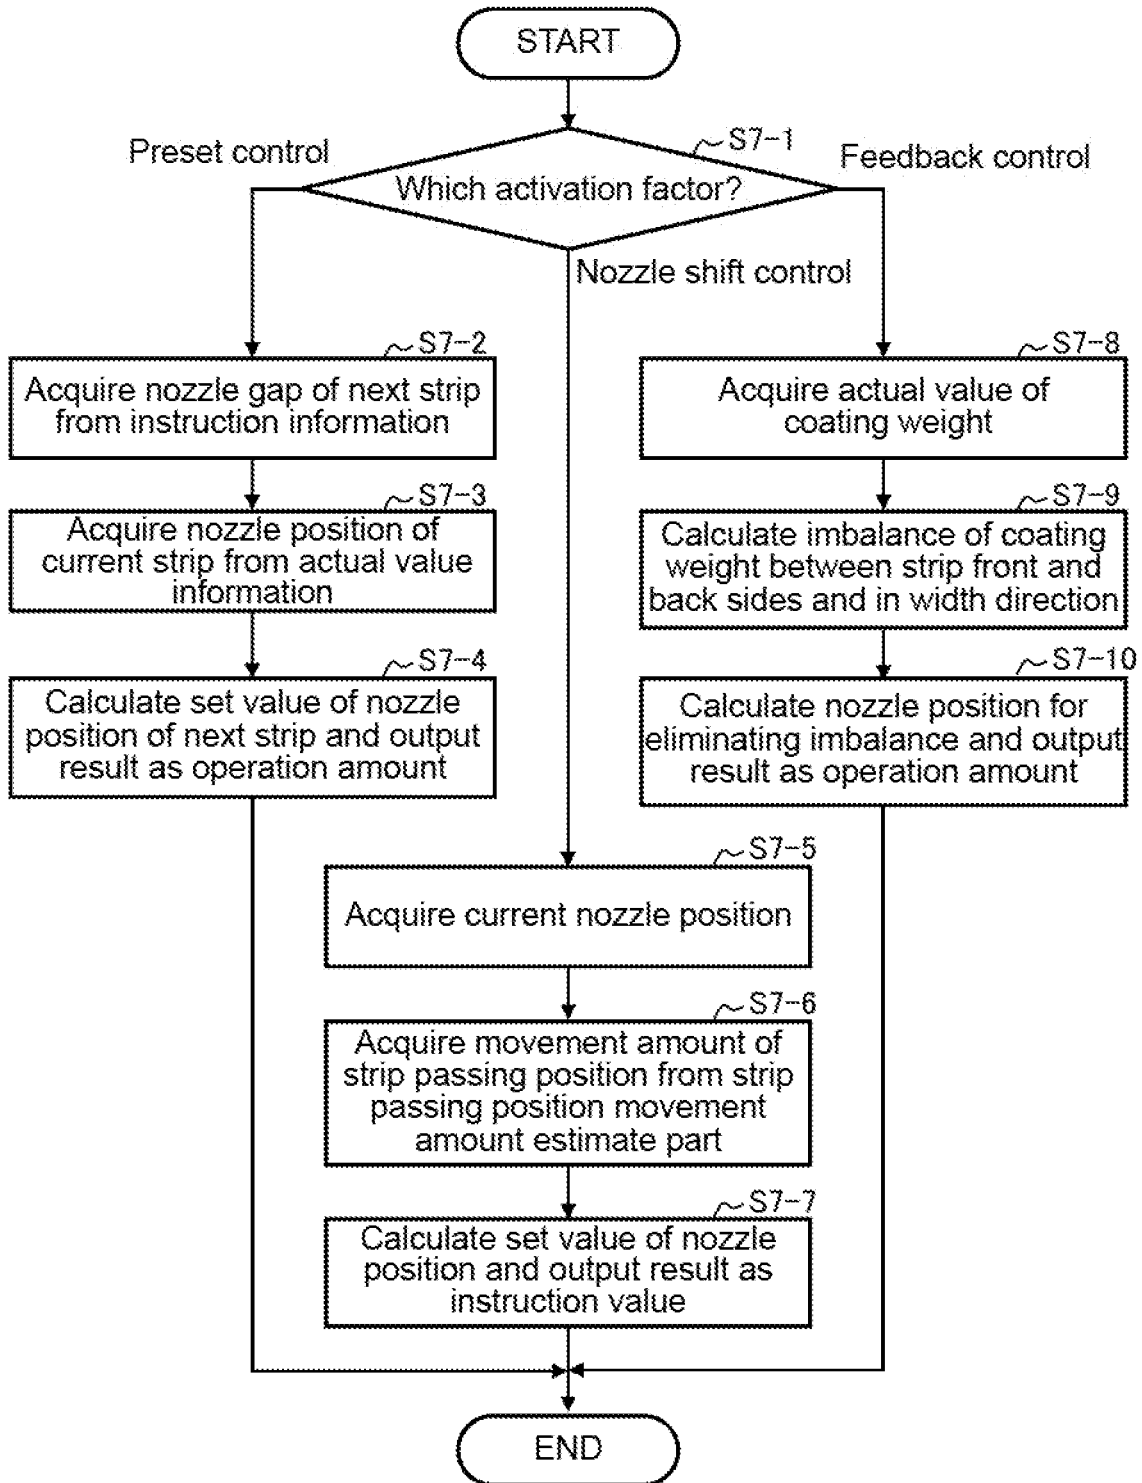 START
S7-1
Preset control
Feedback control
Which activation factor?
Nozzle shift control
S7-2
Acquire nozzle gap of next strip
from instruction information
S7-3
Acquire nozzle position of
current strip from actual value
information
S7-4
Calculate set value of nozzle
position of next strip and output
result as operation amount
S7-8
Acquire actual value of
coating weight
S7-9
Calculate imbalance of coating
weight between strip front and
back sides and in width direction
S7-10
Calculate nozzle position for
eliminating imbalance and output
result as operation amount
S7-5
Acquire current nozzle position
S7-6
Acquire movement amount of
strip passing position from strip
passing position movement
amount estimate part
S7-7
Calculate set value of nozzle
position and output result as
instruction value
END